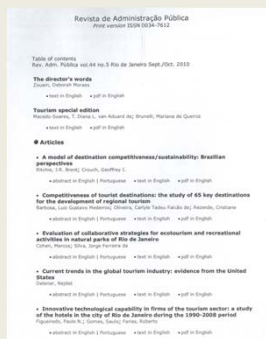 Revista de Administração Pública
Print version ISSN 0034-7612
Table of contents
Rev. Adm. Pública vol.44 no.5 Rio de Janeiro Sept./Oct. 2010
The director's words
Zouain, Deborah Moraes
• text in English • pdf in English
Tourism special edition
Macedo-Soares, T. Diana L. van Aduard de; Brunelli, Mariana de Queiroz
• text in English • pdf in English
Articles
• A model of destination competitiveness/sustainability: Brazilian
perspectives
Ritchie, J.R. Brent; Crouch, Geoffrey I.
• abstract in English | Portuguese • text in English • pdf in English
• Competitiveness of tourist destinations: the study of 65 key destinations
for the development of regional tourism
Barbosa, Luiz Gustavo Medeiros; Oliveira, Carlyle Tadeu Falcão de; Rezende, Cristiane
• abstract in English | Portuguese • text in English • pdf in English
• Evaluation of collaborative strategies for ecotourism and recreational
activities in natural parks of Rio de Janeiro
Cohen, Marcos; Silva, Jorge Ferreira da
• abstract in English | Portuguese • text in English • pdf in English
• Current trends in the global tourism industry: evidence from the United
States
• abstract in English | Portuguese • text in English • pdf in English
• Innovative technological capability in firms of the tourism sector: a study
of the hotels in the city of Rio de Janeiro during the 1990-2008 period
Figueiredo, Paulo N.; Gomes, Saulo; Farias, Roberto
• abstract in English | Portuguese • text in English • pdf in English